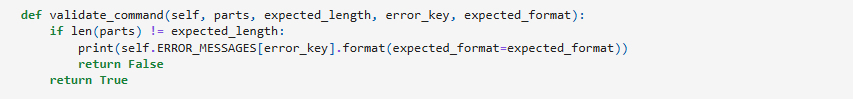 def validate_command(self, parts, expected_length, error_key, expected_format):
    if len(parts) != expected_length:
        print(self.ERROR_MESSAGES[error_key].format(expected_format=expected_format))
        return False
    return True